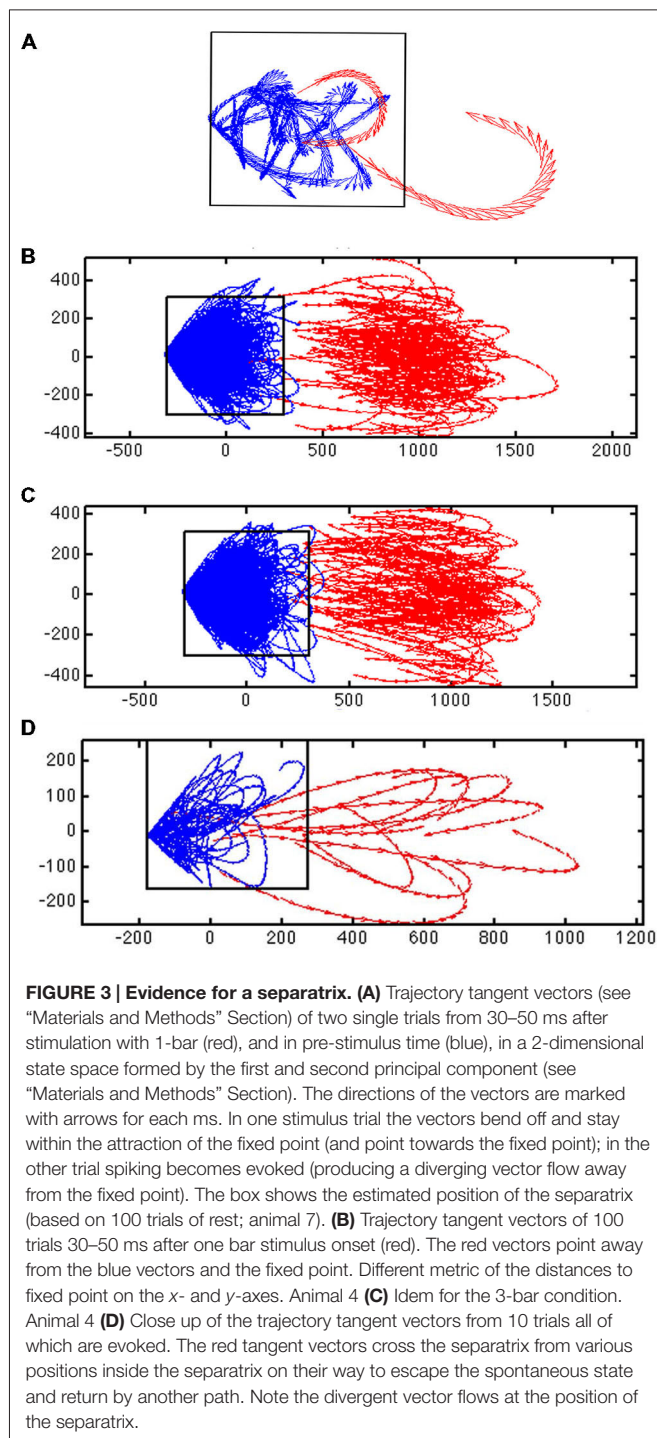 A
B
400
200
0
-200
-400
-500 0 500 1000 1500 2000
C
400
200
0
-200
-400
-500 0 500 1000 1500
D
200
100
0
-100
-200
-200 0 200 400 600 800 1000 1200
FIGURE 3 | Evidence for a separatrix. (A) Trajectory tangent vectors (see
“Materials and Methods” Section) of two single trials from 30–50 ms after
stimulation with 1-bar (red), and in pre-stimulus time (blue), in a 2-dimensional
state space formed by the first and second principal component (see
“Materials and Methods” Section). The directions of the vectors are marked
with arrows for each ms. In one stimulus trial the vectors bend off and stay
within the attraction of the fixed point (and point towards the fixed point); in the
other trial spiking becomes evoked (producing a diverging vector flow away
from the fixed point). The box shows the estimated position of the separatrix
(based on 100 trials of rest; animal 7). (B) Trajectory tangent vectors of 100
trials 30–50 ms after one bar stimulus onset (red). The red vectors point away
from the blue vectors and the fixed point. Different metric of the distances to
fixed point on the x- and y-axes. Animal 4 (C) Idem for the 3-bar condition.
Animal 4 (D) Close up of the trajectory tangent vectors from 10 trials all of
which are evoked. The red tangent vectors cross the separatrix from various
positions inside the separatrix on their way to escape the spontaneous state
and return by another path. Note the divergent vector flows at the position of
the separatrix.